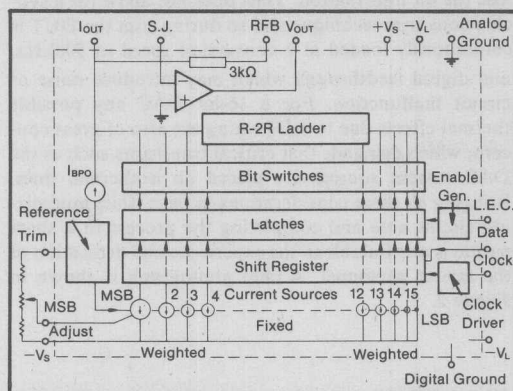 IOUT S.J. RFB VOUT +VS VL Analog Ground
3kΩ
R-2R Ladder
IBPO
Bit Switches
Enable Gen.
L.E.C.
Reference
Latches
Data
Trim
Shift Register
Clock
MSB Current Sources
MSB 2 3 4 12 13 14 15
LSB
Adjust
Fixed
Clock Driver
−VS
Weighted Weighted
−VL
Digital Ground